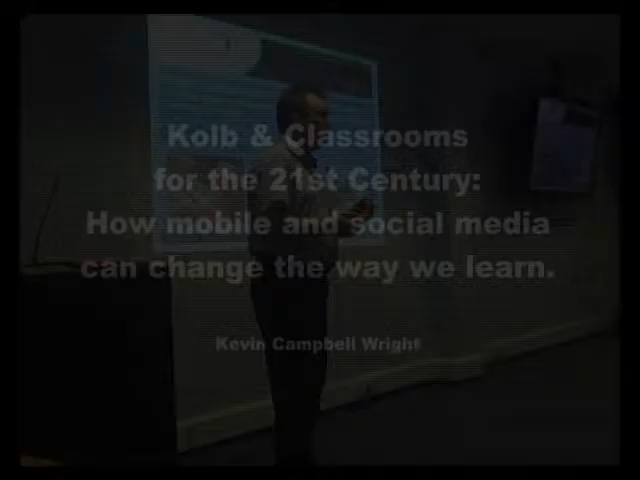 Kolb & Classrooms
for the 21st Century:
How mobile and social media
can change the way we learn.
Kevin Campbell Wright